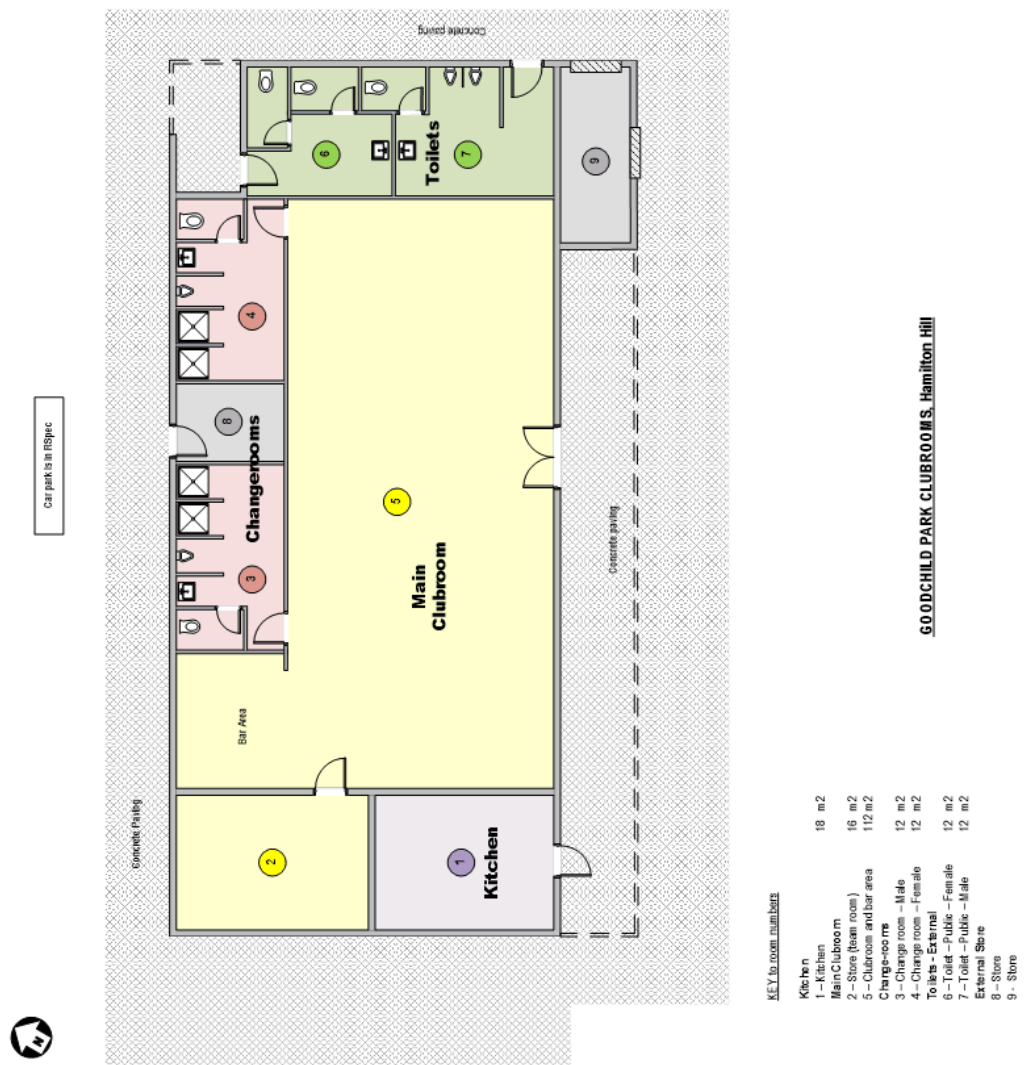 GOODCHILD PARK CLUBROOMS, Hamilton Hill
Car park is in RSpec
N
Concrete paving
Concrete Paving
Concrete paving
6
Toilets
7
9
4
8
Changerooms
3
5
Main
Clubroom
Bar Area
2
1
Kitchen
KEY to room numbers
Kitchen
1 – Kitchen 18 m2
Main Clubroom
2 – Store (team room) 16 m2
5 – Clubroom and bar area 112 m2
Change-rooms
3 – Change room – Male 12 m2
4 – Change room – Female 12 m2
Toilets - External
6 – Toilet – Public – Female 12 m2
7 – Toilet – Public – Male 12 m2
External Store
8 – Store
9 - Store